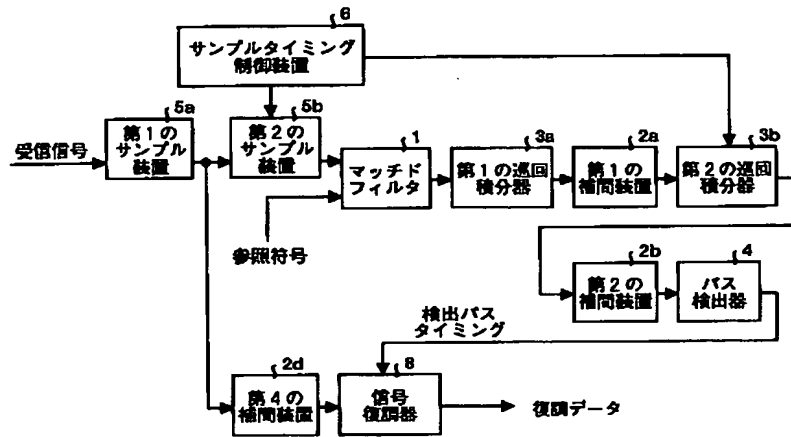 6
サンプルタイミング
制御装置
5a
第1の
サンプル
装置
5b
第2の
サンプル
装置
1
マッチド
フィルタ
3a
第1の巡回
積分器
2a
第1の
補間装置
3b
第2の巡回
積分器
受信信号
参照符号
2b
第2の
補間装置
4
パス
検出器
検出パス
タイミング
2d
第4の
補間装置
8
信号
復調器
復調データ